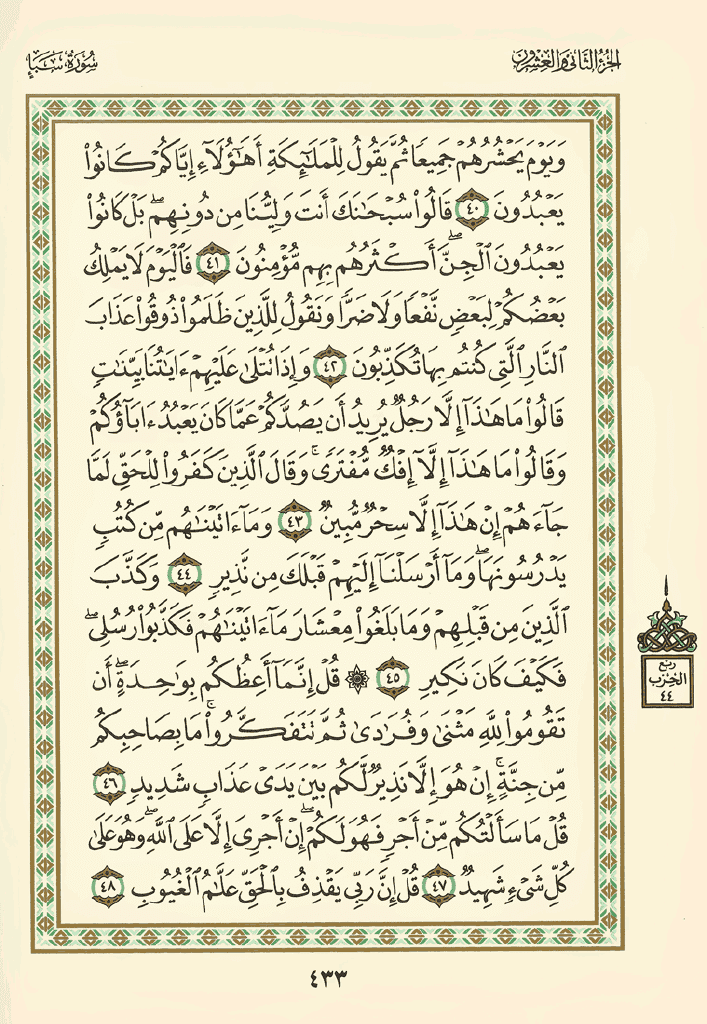 الجزء الثاني والعشرون
سورة سبإ
وَيَوْمَ يَحْشُرُهُمْ جَمِيعًا ثُمَّ يَقُولُ لِلْمَلَٰٓئِكَةِ أَهَٰٓؤُلَآءِ إِيَّاكُمْ كَانُوا۟
يَعْبُدُونَ ٤٠ قَالُوا۟ سُبْحَٰنَكَ أَنتَ وَلِيُّنَا مِن دُونِهِم ۖ بَلْ كَانُوا۟
يَعْبُدُونَ ٱلْجِنَّ ۖ أَكْثَرُهُم بِهِم مُّؤْمِنُونَ ٤١ فَٱلْيَوْمَ لَا يَمْلِكُ
بَعْضُكُمْ لِبَعْضٍ نَّفْعًا وَلَا ضَرًّا وَنَقُولُ لِلَّذِينَ ظَلَمُوا۟ ذُوقُوا۟ عَذَابَ
ٱلنَّارِ ٱلَّتِى كُنتُم بِهَا تُكَذِّبُونَ ٤٢ وَإِذَا تُتْلَىٰ عَلَيْهِمْ ءَايَٰتُنَا بَيِّنَٰتٍ
قَالُوا۟ مَا هَٰذَآ إِلَّا رَجُلٌ يُرِيدُ أَن يَصُدَّكُمْ عَمَّا كَانَ يَعْبُدُ ءَابَآؤُكُمْ
وَقَالُوا۟ مَا هَٰذَآ إِلَّآ إِفْكٌ مُّفْتَرًى ۚ وَقَالَ ٱلَّذِينَ كَفَرُوا۟ لِلْحَقِّ لَمَّا
جَآءَهُمْ إِنْ هَٰذَآ إِلَّا سِحْرٌ مُّبِينٌ ٤٣ وَمَآ ءَاتَيْنَٰهُم مِّن كُتُبٍ
يَدْرُسُونَهَا ۖ وَمَآ أَرْسَلْنَآ إِلَيْهِمْ قَبْلَكَ مِن نَّذِيرٍ ٤٤ وَكَذَّبَ
ٱلَّذِينَ مِن قَبْلِهِمْ وَمَا بَلَغُوا۟ مِعْشَارَ مَآ ءَاتَيْنَٰهُمْ فَكَذَّبُوا۟ رُسُلِى ۖ
فَكَيْفَ كَانَ نَكِيرِ ٤٥ ۞ قُلْ إِنَّمَآ أَعِظُكُم بِوَٰحِدَةٍ ۖ أَن
تَقُومُوا۟ لِلَّهِ مَثْنَىٰ وَفُرَٰدَىٰ ثُمَّ تَتَفَكَّرُوا۟ ۚ مَا بِصَاحِبِكُم
مِّن جِنَّةٍ ۚ إِنْ هُوَ إِلَّا نَذِيرٌ لَّكُم بَيْنَ يَدَىْ عَذَابٍ شَدِيدٍ ٤٦
قُلْ مَا سَأَلْتُكُم مِّنْ أَجْرٍ فَهُوَ لَكُمْ ۖ إِنْ أَجْرِىَ إِلَّا عَلَى ٱللَّهِ ۖ وَهُوَ عَلَىٰ
كُلِّ شَىْءٍ شَهِيدٌ ٤٧ قُلْ إِنَّ رَبِّى يَقْذِفُ بِٱلْحَقِّ عَلَّٰمُ ٱلْغُيُوبِ ٤٨
ربع
الحزب
٤٤
٤٣٣